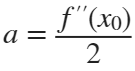 a = f''(x₀) / 2